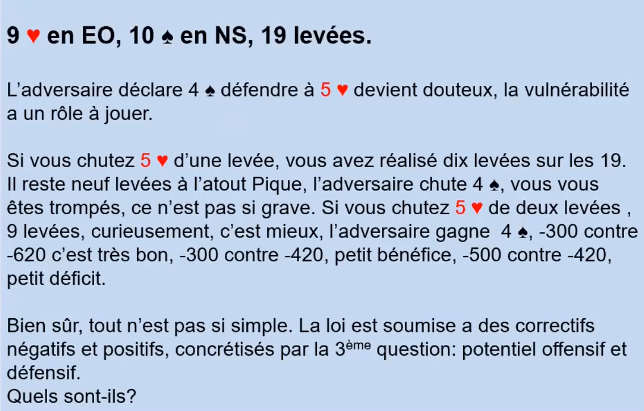 9 ♥ en EO, 10 ♠ en NS, 19 levées.
L'adversaire déclare 4 ♠ défendre à 5 ♥ devient douteux, la vulnérabilité
a un rôle à jouer.
Si vous chutez 5 ♥ d'une levée, vous avez réalisé dix levées sur les 19.
Il reste neuf levées à l'atout Pique, l'adversaire chute 4 ♠, vous vous
êtes trompés, ce n'est pas si grave. Si vous chutez 5 ♥ de deux levées ,
9 levées, curieusement, c'est mieux, l'adversaire gagne  4 ♠, -300 contre
-620 c'est très bon, -300 contre -420, petit bénéfice, -500 contre -420,
petit déficit.
Bien sûr, tout n'est pas si simple. La loi est soumise a des correctifs
négatifs et positifs, concrétisés par la 3ème question: potentiel offensif et
défensif.
Quels sont-ils?